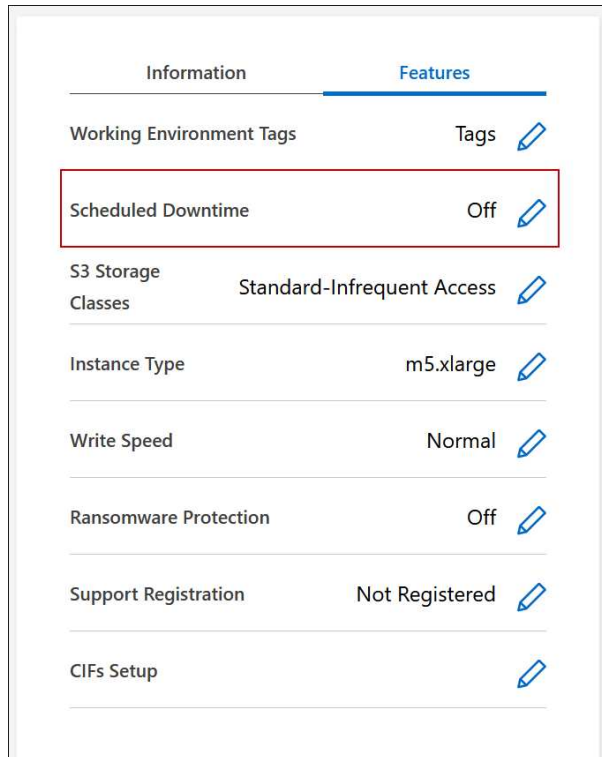 Information Features
Working Environment Tags Tags
Scheduled Downtime Off
S3 Storage
Classes
Standard-Infrequent Access
Instance Type m5.xlarge
Write Speed Normal
Ransomware Protection Off
Support Registration Not Registered
CIFs Setup